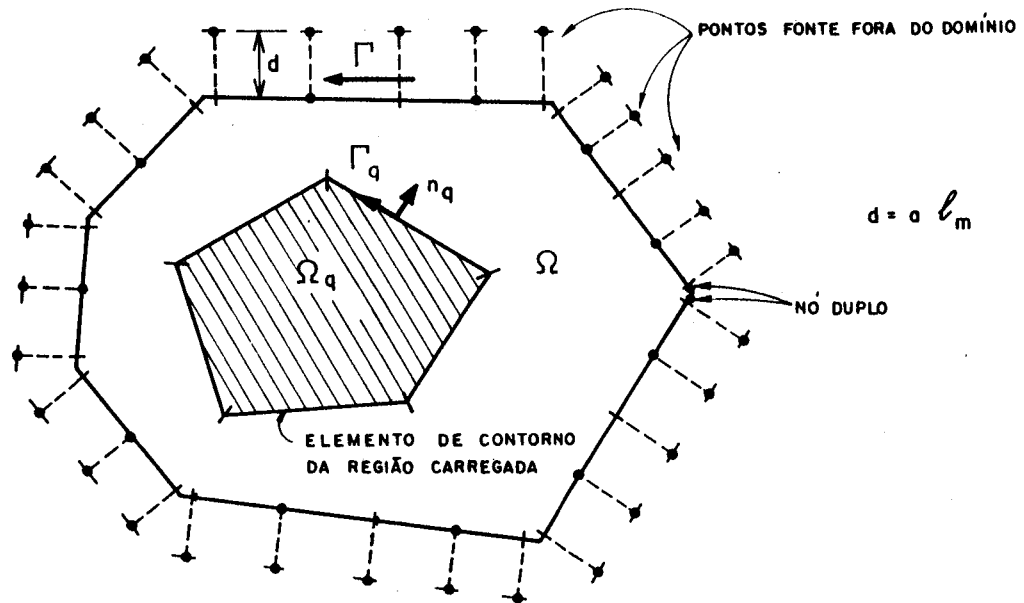 PONTOS FONTE FORA DO DOMÍNIO
d
Γ
Γq
nq
d = a ℓm
Ωq
Ω
NÓ DUPLO
ELEMENTO DE CONTORNO
DA REGIÃO CARREGADA